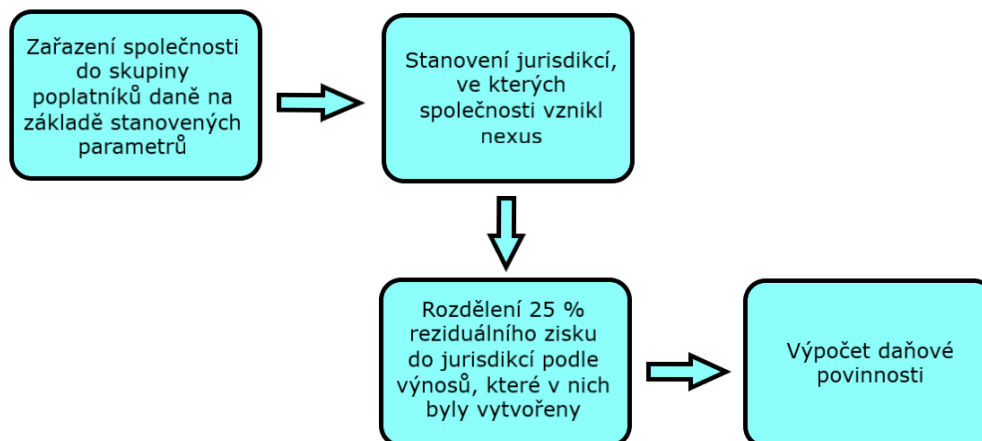 Zařazení společnosti
do skupiny
poplatníků daně na
základě stanovených
parametrů
Stanovení jurisdikcí,
ve kterých
společnosti vznikl
nexus
Rozdělení 25 %
reziduálního zisku
do jurisdikcí podle
výnosů, které v nich
byly vytvořeny
Výpočet daňové
povinnosti